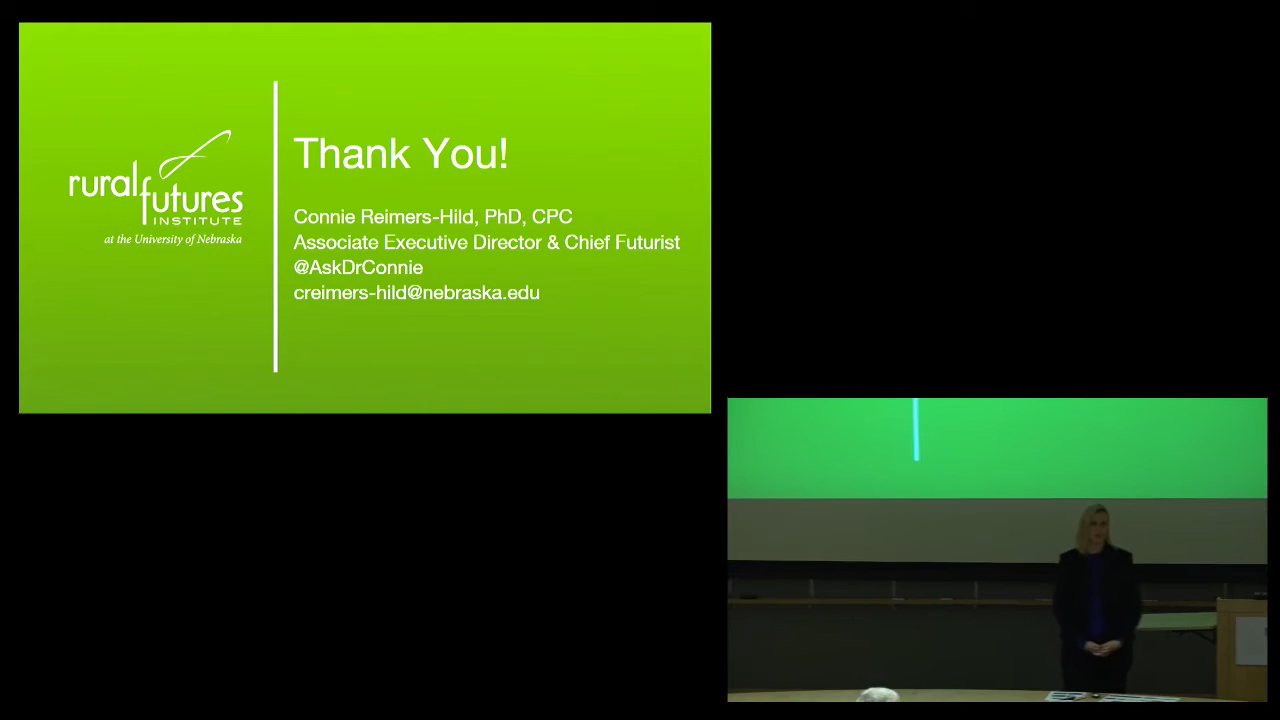 rural futures
INSTITUTE
at the University of Nebraska
Thank You!
Connie Reimers-Hild, PhD, CPC
Associate Executive Director & Chief Futurist
@AskDrConnie
creimers-hild@nebraska.edu